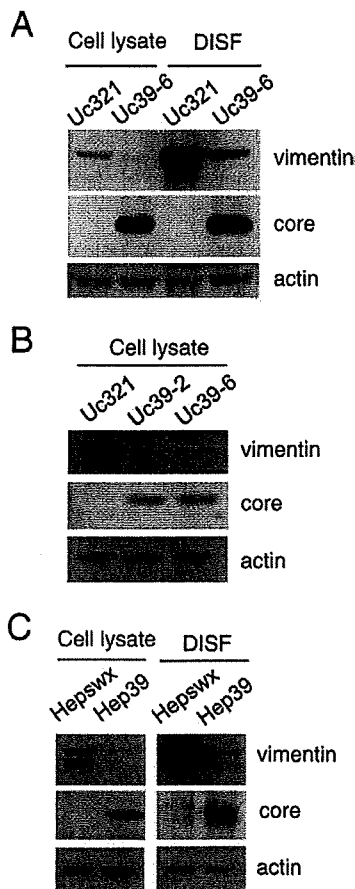 A
Cell lysate DISF
Uc321 Uc39-6 Uc321 Uc39-6
vimentin
core
actin
B
Cell lysate
Uc321 Uc39-2 Uc39-6
vimentin
core
actin
C
Cell lysate DISF
Hepswx Hep39 Hepswx Hep39
vimentin
core
actin